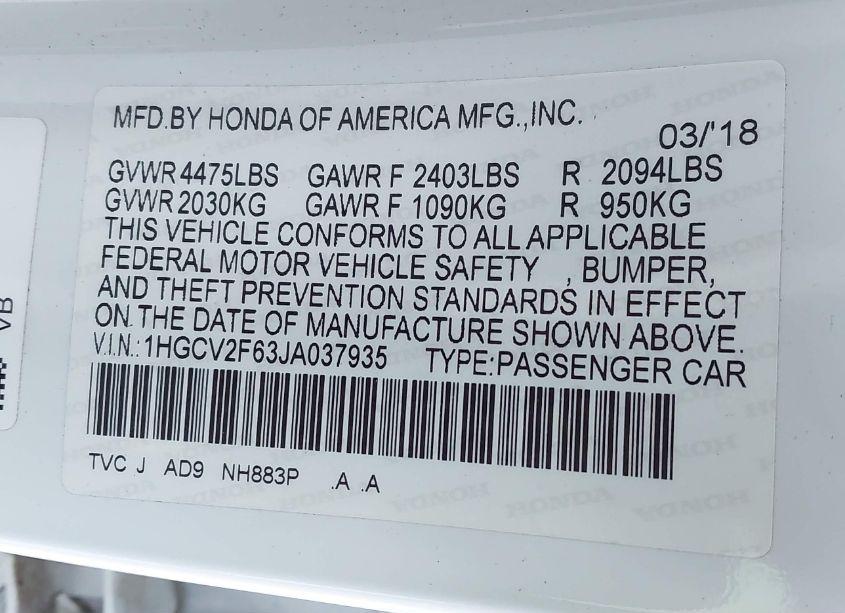 MFD.BY HONDA OF AMERICA MFG.,INC.
03/'18
GVWR 4475LBS GAWR F 2403LBS R 2094LBS
GVWR 2030KG GAWR F 1090KG R 950KG
THIS VEHICLE CONFORMS TO ALL APPLICABLE
FEDERAL MOTOR VEHICLE SAFETY , BUMPER,
AND THEFT PREVENTION STANDARDS IN EFFECT
ON THE DATE OF MANUFACTURE SHOWN ABOVE.
V.I.N.: 1HGCV2F63JA037935 TYPE:PASSENGER CAR
TVC J AD9 NH883P .A .A
VB
HONDA